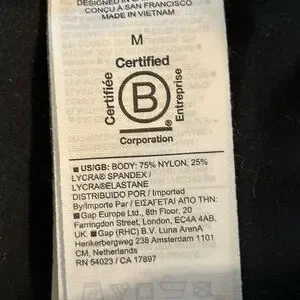 DESIGNED IN SAN FRANCISCO
CONÇU À SAN FRANCISCO
MADE IN VIETNAM
M
Certified
Certifiée
B
Entreprise
®
Corporation
■ US/GB: BODY: 75% NYLON, 25%
LYCRA® SPANDEX /
LYCRA®ELASTANE
DISTRIBUIDO POR / Imported
By/Importe Par / ΕΙΣΑΓΕΤΑΙ ΑΠΟ ΤΗΝ:
■ Gap Europe Ltd., 8th Floor, 20
Farringdon Street, London, EC4A 4AB,
UK. ■ Gap (RHC) B.V. Luna ArenA
Henkerbergweg 238 Amsterdam 1101
CM, Netherlands
RN 54023 / CA 17897